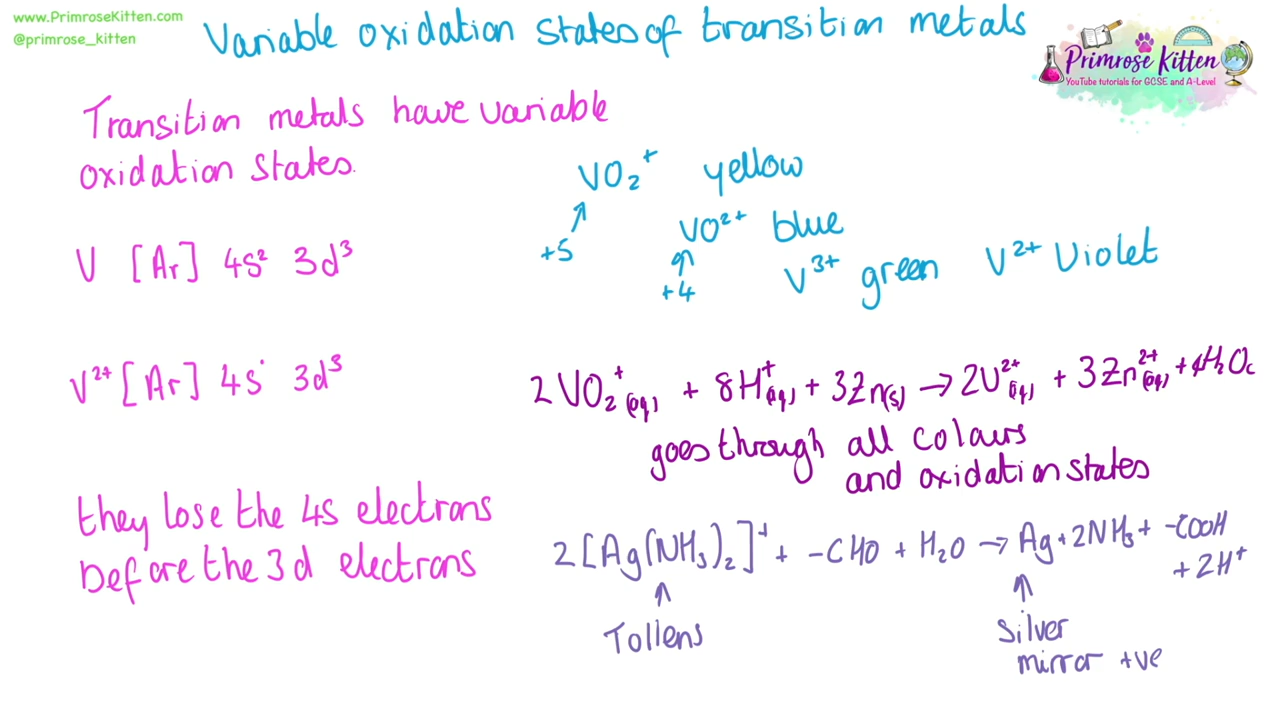 www.PrimroseKitten.com
@primrose_kitten
Variable oxidation states of transition metals
Primrose Kitten
YouTube tutorials for GCSE and A-Level
Transition metals have variable
oxidation states.
VO₂⁺ yellow
+5
VO²⁺ blue
+4
V³⁺ green
V²⁺ Violet
V [Ar] 4s² 3d³
V²⁺ [Ar] 4s 3d³
2VO₂⁺(aq) + 8H⁺(aq) + 3Zn(s) → 2V²⁺(aq) + 3Zn²⁺(aq) + 4H₂O
goes through all colours
and oxidation states
they lose the 4s electrons
before the 3d electrons
2[Ag(NH₃)₂]⁺ + -CHO + H₂O → Ag + 2NH₃ + -COOH
+ 2H⁺
Tollens
Silver
mirror +ve